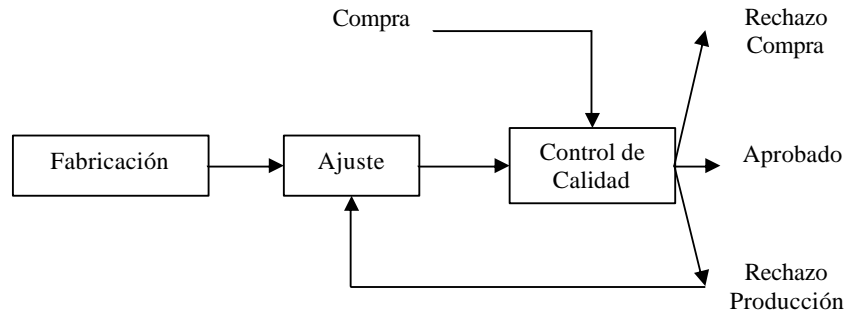 Compra
Rechazo
Compra
Fabricación
Ajuste
Control de
Calidad
Aprobado
Rechazo
Producción